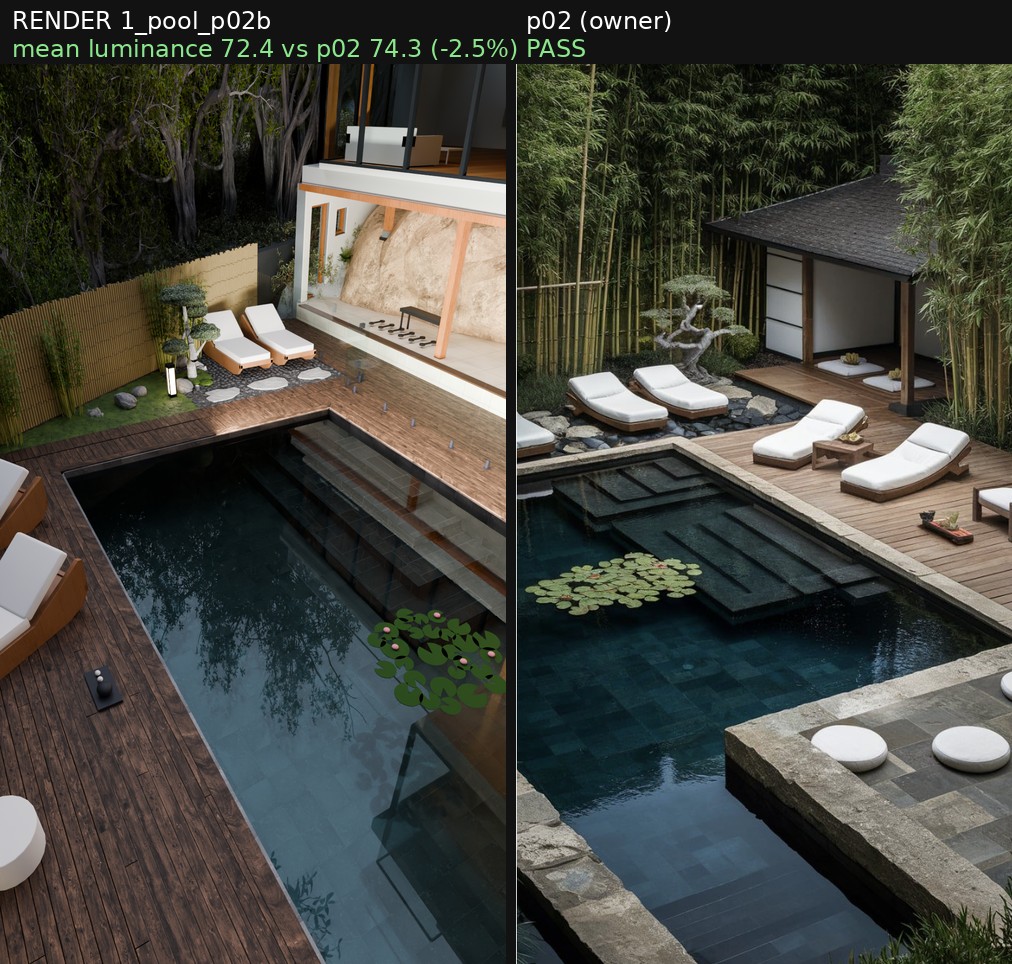 RENDER 1_pool_p02b
mean luminance 72.4 vs p02 74.3 (-2.5%) PASS
p02 (owner)